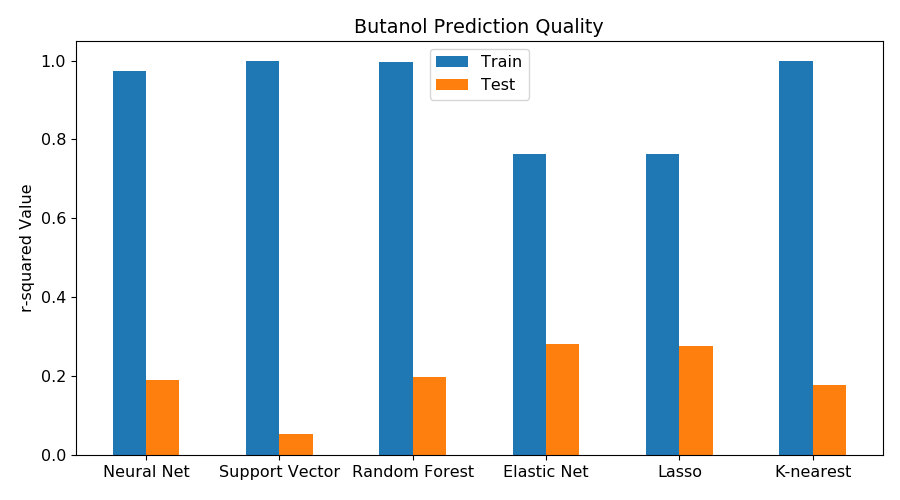 Butanol Prediction Quality
Train
Test
r-squared Value
1.0
0.8
0.6
0.4
0.2
0.0
Neural Net Support Vector Random Forest Elastic Net Lasso K-nearest